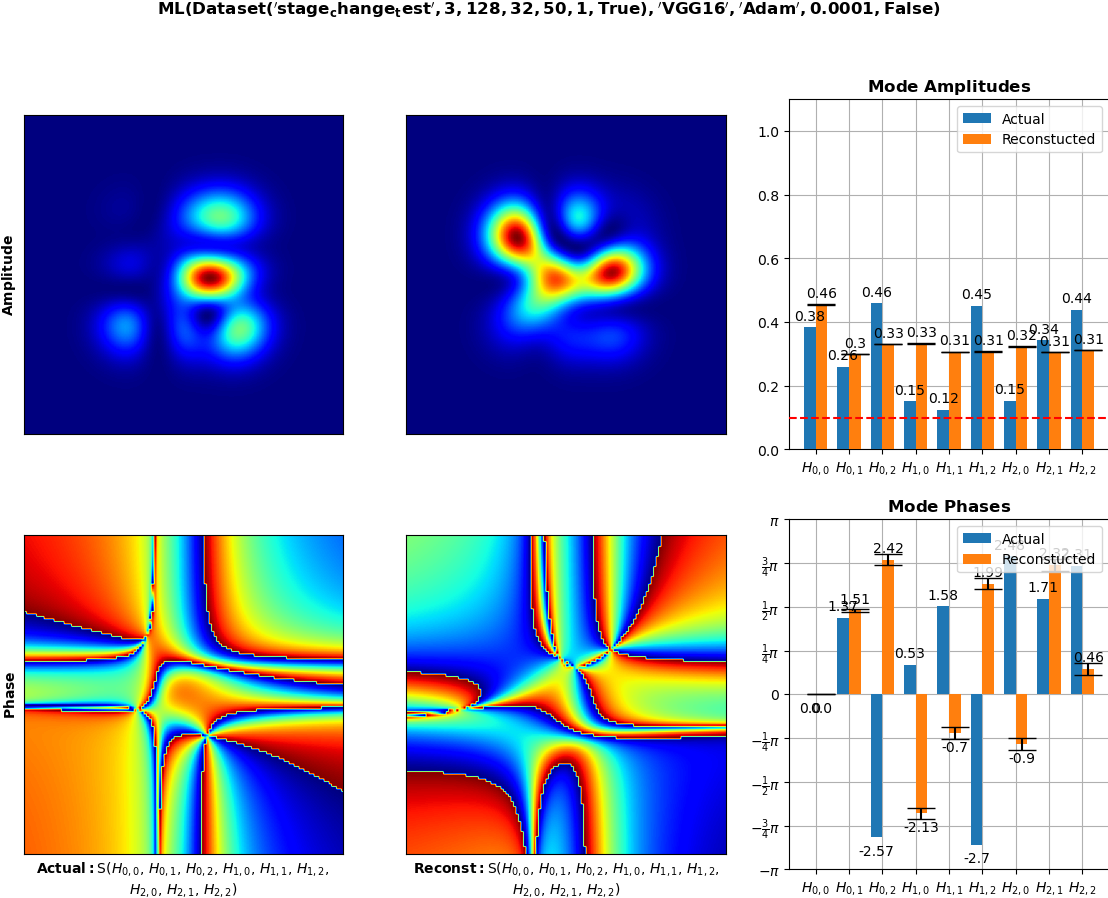 ML(Dataset('stage_change_test', 3, 128, 32, 50, 1, True), 'VGG16', 'Adam', 0.0001, False)
Amplitude
Mode Amplitudes
Actual
Reconstucted
1.0
0.8
0.6
0.4
0.2
0.0
0.38 0.26 0.46 0.15 0.12 0.45 0.15 0.34 0.44
0.46 0.3 0.33 0.33 0.31 0.31 0.32 0.31 0.31
H0,0 H0,1 H0,2 H1,0 H1,1 H1,2 H2,0 H2,1 H2,2
Phase
Mode Phases
Actual
Reconstucted
π
3/4π
1/2π
1/4π
0
−1/4π
−1/2π
−3/4π
−π
0.0 1.37 -2.57 0.53 1.58 -2.7 2.48 1.71
0.0 1.51 2.42 -2.13 -0.7 1.99 -0.9 0.46
H0,0 H0,1 H0,2 H1,0 H1,1 H1,2 H2,0 H2,1 H2,2
Actual: S(H0,0, H0,1, H0,2, H1,0, H1,1, H1,2,
H2,0, H2,1, H2,2)
Reconst: S(H0,0, H0,1, H0,2, H1,0, H1,1, H1,2,
H2,0, H2,1, H2,2)